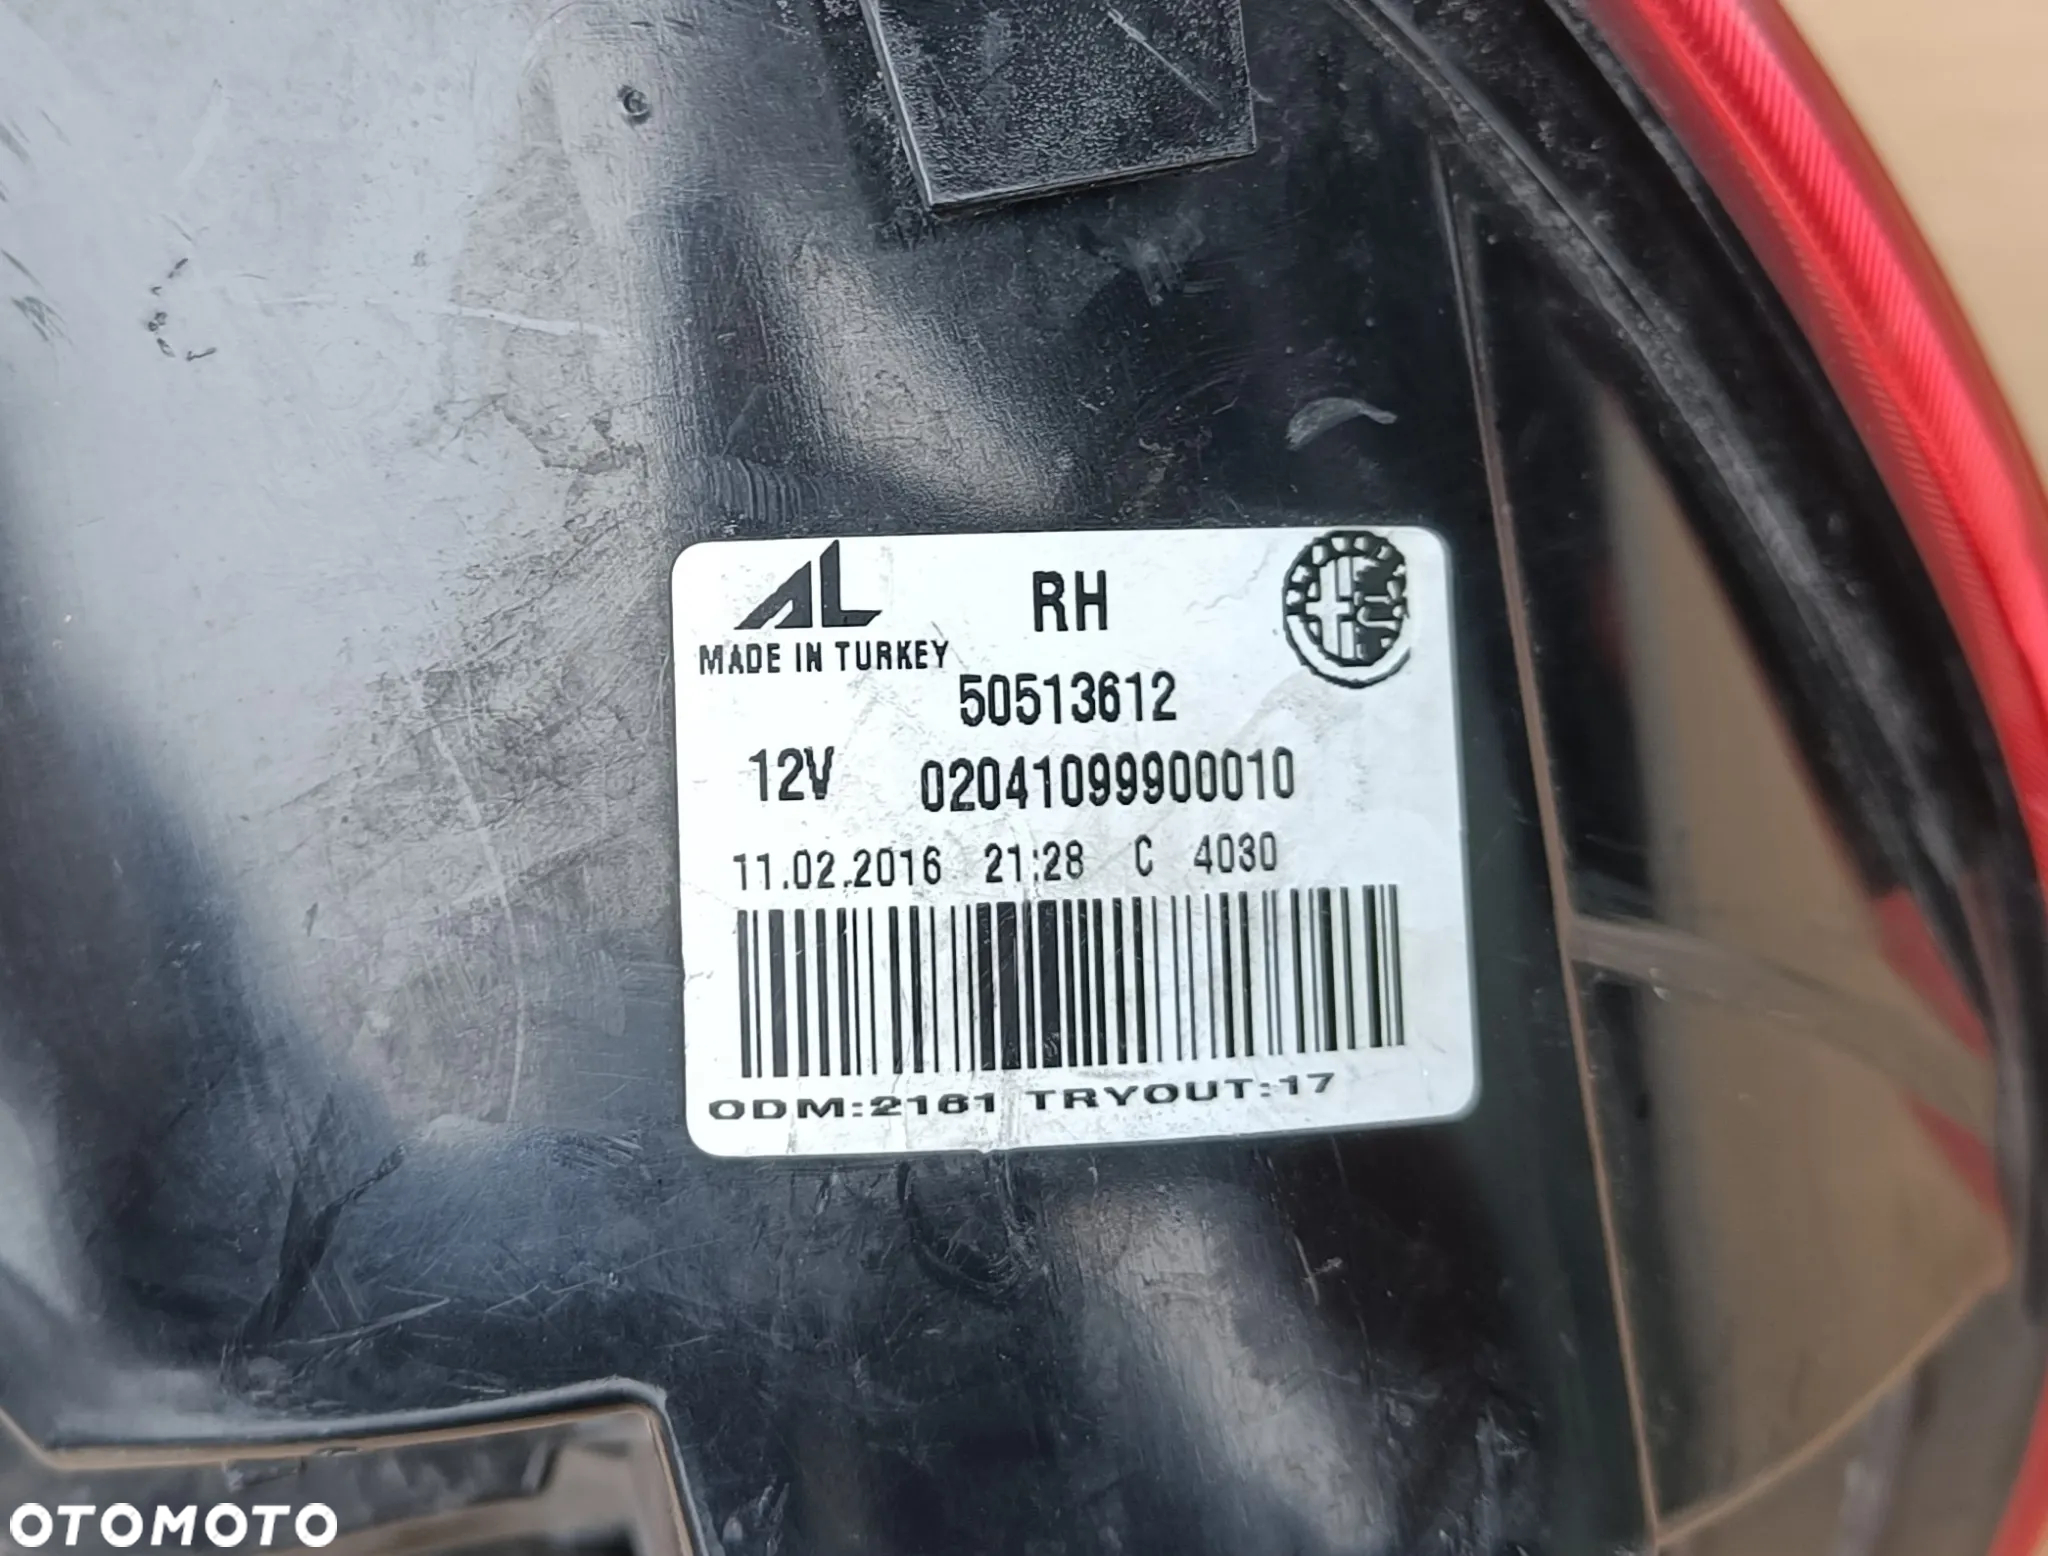 AL
RH
MADE IN TURKEY
50513612
12V 02041099900010
11.02.2016 21:28 C 4030
ODM:2161 TRYOUT:17
OTOMOTO